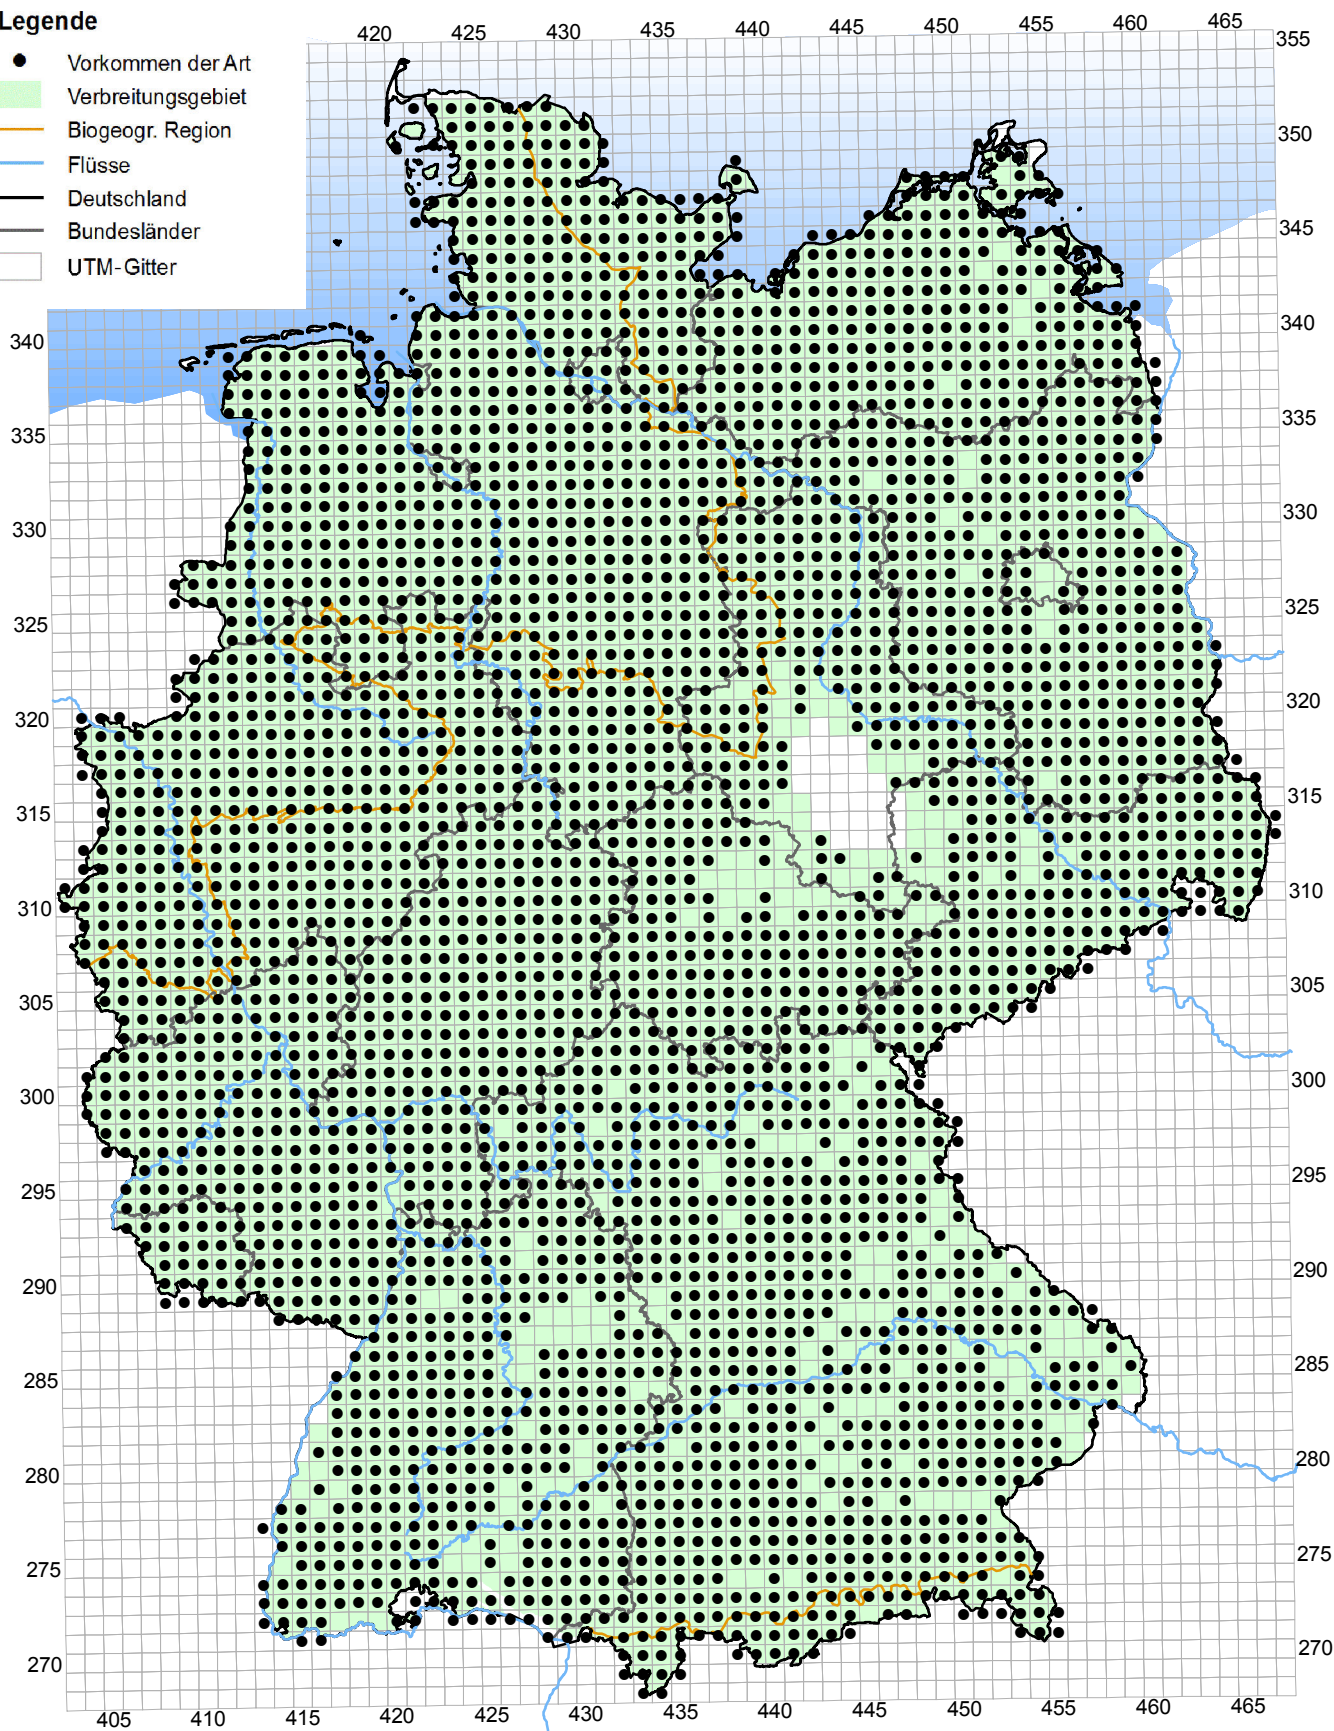 Legende
Vorkommen der Art
Verbreitungsgebiet
Biogeogr. Region
Flüsse
Deutschland
Bundesländer
UTM-Gitter
420 425 430 435 440 445 450 455 460 465
355
350
345
340 340
335 335
330 330
325 325
320 320
315 315
310 310
305 305
300 300
295 295
290 290
285 285
280 280
275 275
270 270
405 410 415 420 425 430 435 440 445 450 455 460 465